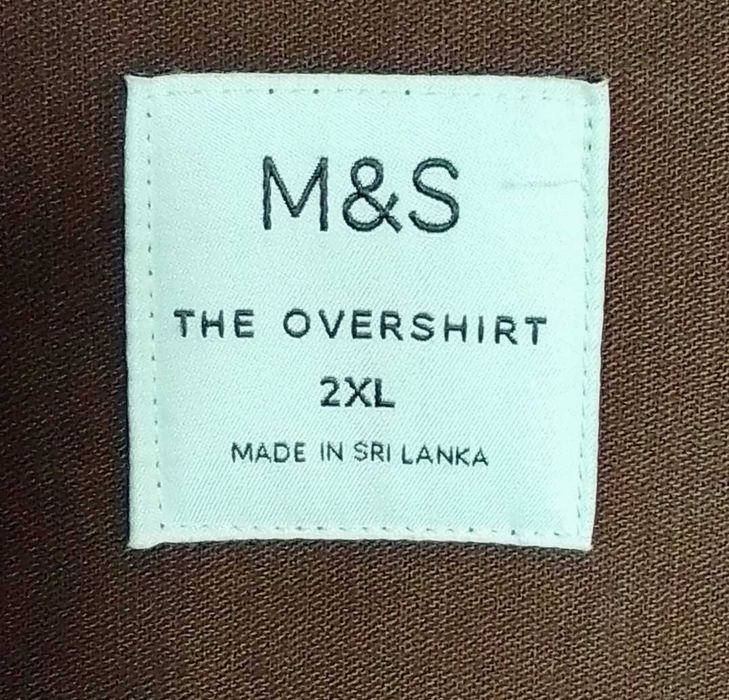 M&S
THE OVERSHIRT
2XL
MADE IN SRI LANKA